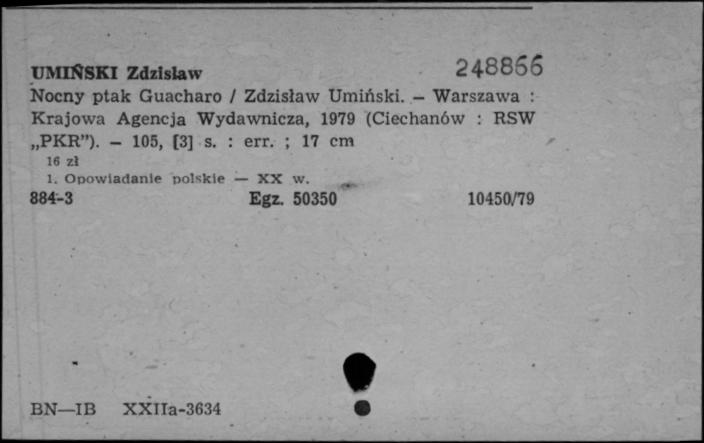 248866
UMIŃSKI Zdzisław
Nocny ptak Guacharo / Zdzisław Umiński. – Warszawa :
Krajowa Agencja Wydawnicza, 1979 (Ciechanów : RSW
„PKR”). – 105, [3] s. : err. ; 17 cm
16 zł
1. Opowiadanie polskie — XX w.
884-3 Egz. 50350 10450/79
BN—IB XXIIa-3634